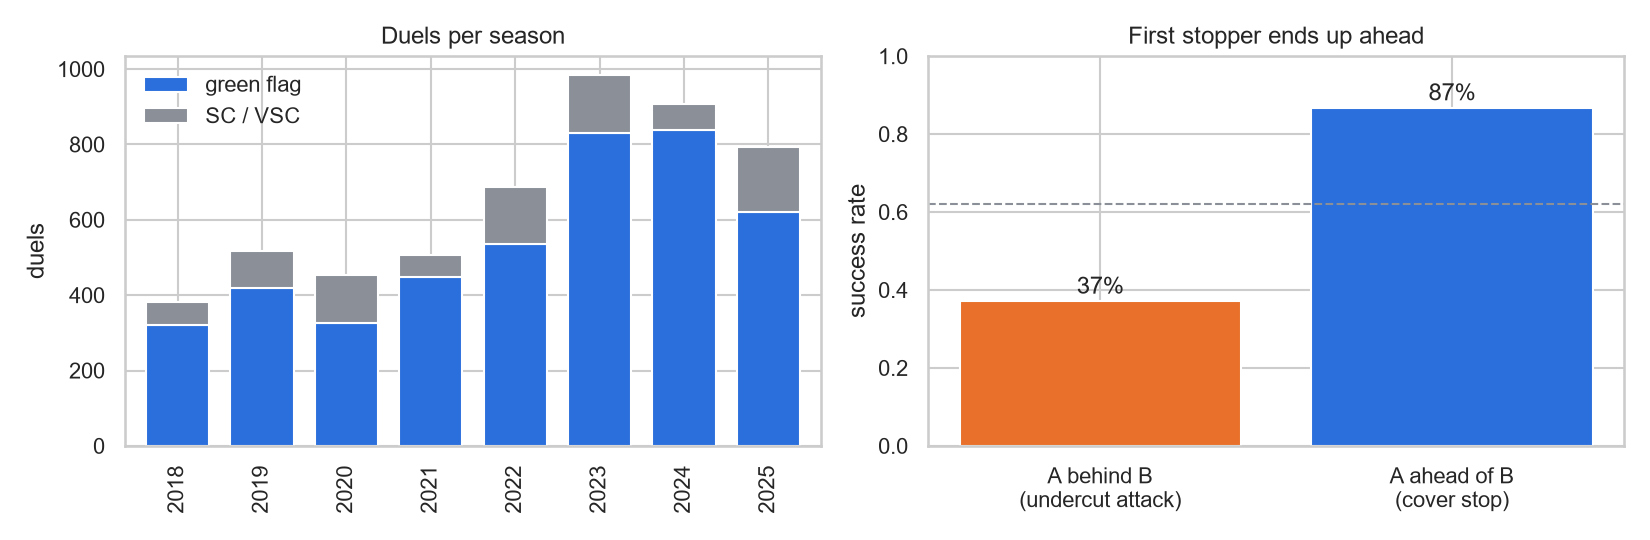 Duels per season
green flag
SC / VSC
duels
1000
800
600
400
200
0
2018
2019
2020
2021
2022
2023
2024
2025
First stopper ends up ahead
success rate
1.0
0.8
0.6
0.4
0.2
0.0
37%
87%
A behind B
(undercut attack)
A ahead of B
(cover stop)